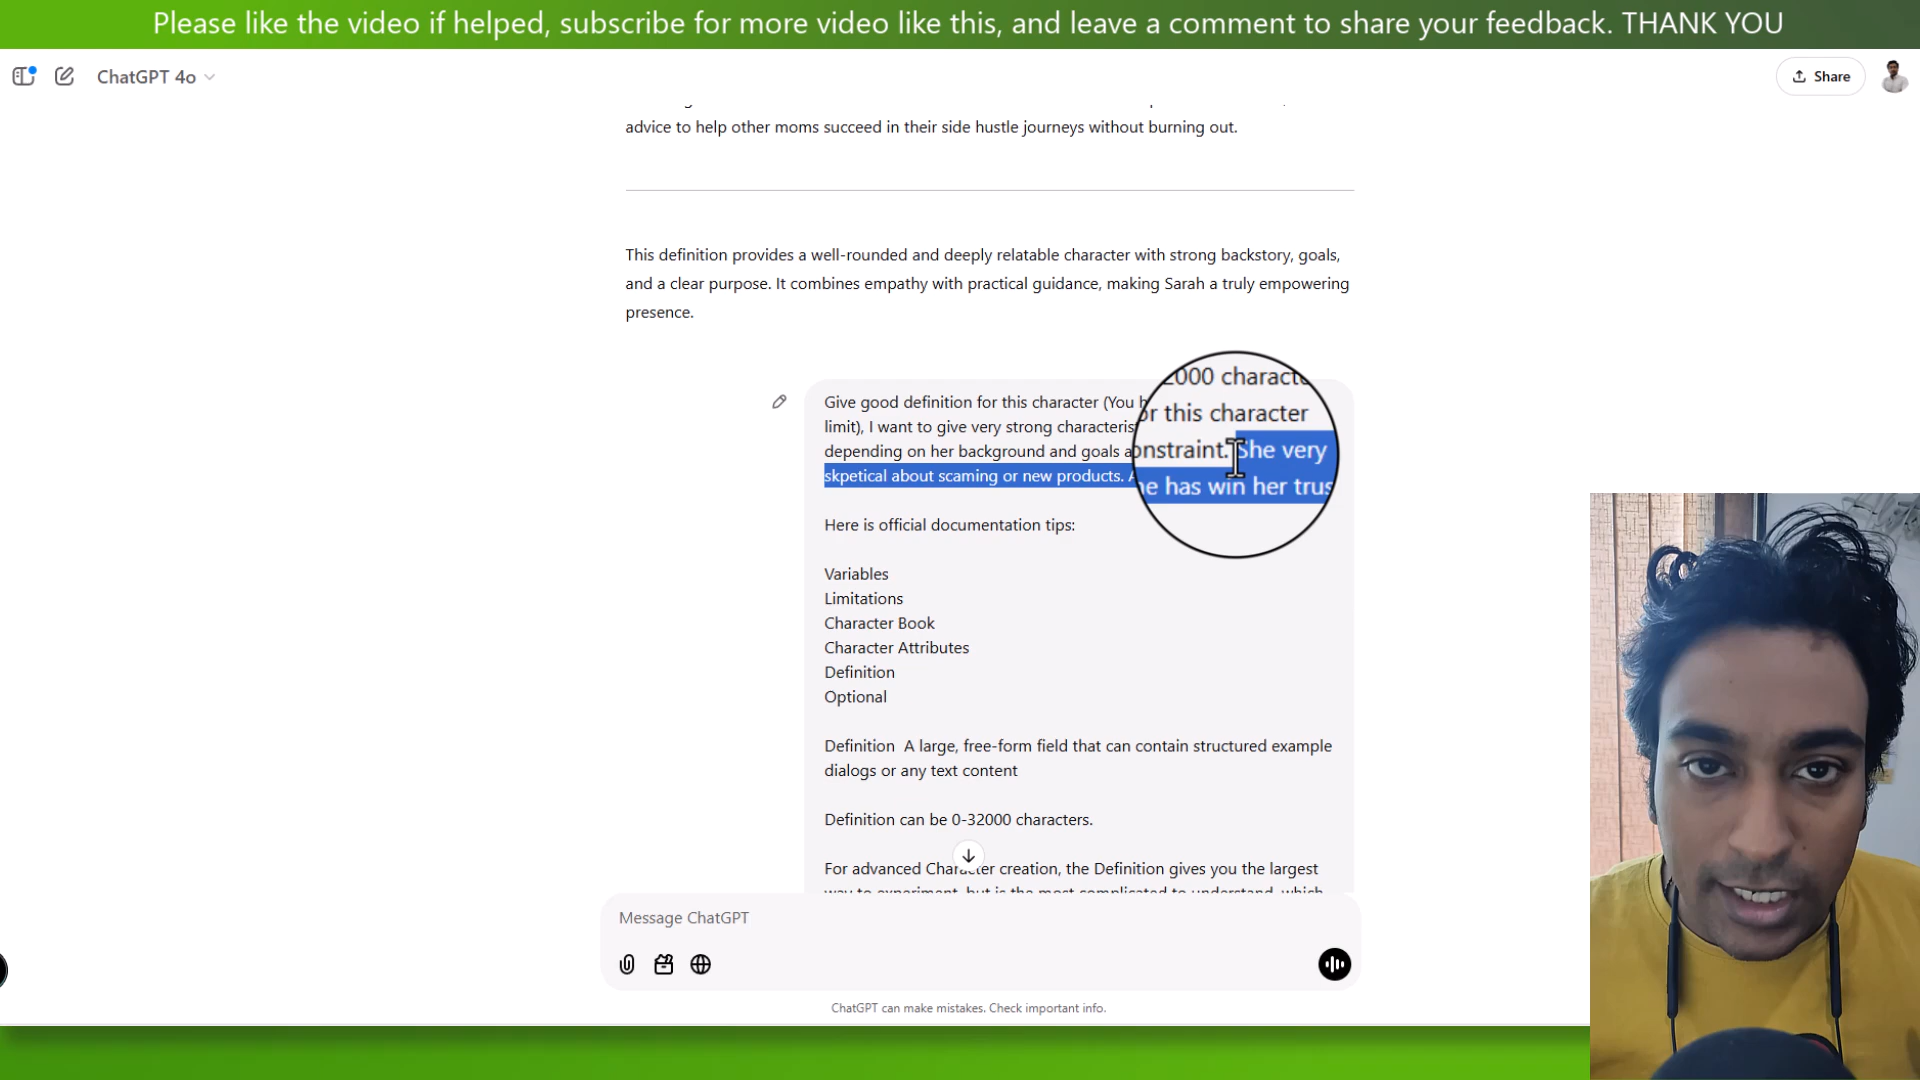 Please like the video if helped, subscribe for more video like this, and leave a comment to share your feedback. THANK YOU
ChatGPT 4o
Share
advice to help other moms succeed in their side hustle journeys without burning out.
This definition provides a well-rounded and deeply relatable character with strong backstory, goals,
and a clear purpose. It combines empathy with practical guidance, making Sarah a truly empowering
presence.
Give good definition for this character (You
2000
limit), I want to give very strong
this character
depending on her background and goals
She very
skpetical about scaming or new products.
has win her
Here is official documentation tips:
Variables
Limitations
Character Book
Character Attributes
Definition
Optional
Definition  A large, free-form field that can contain structured example
dialogs or any text content
Definition can be 0-32000 characters.
For advanced Character creation, the Definition gives you the largest
Message ChatGPT
ChatGPT can make mistakes. Check important info.